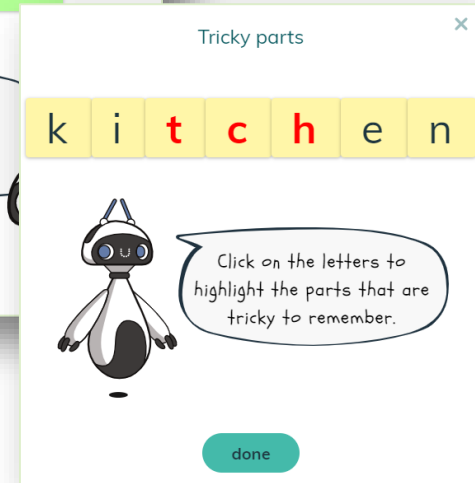 Tricky parts
k i t c h e n
Click on the letters to
highlight the parts that are
tricky to remember.
done